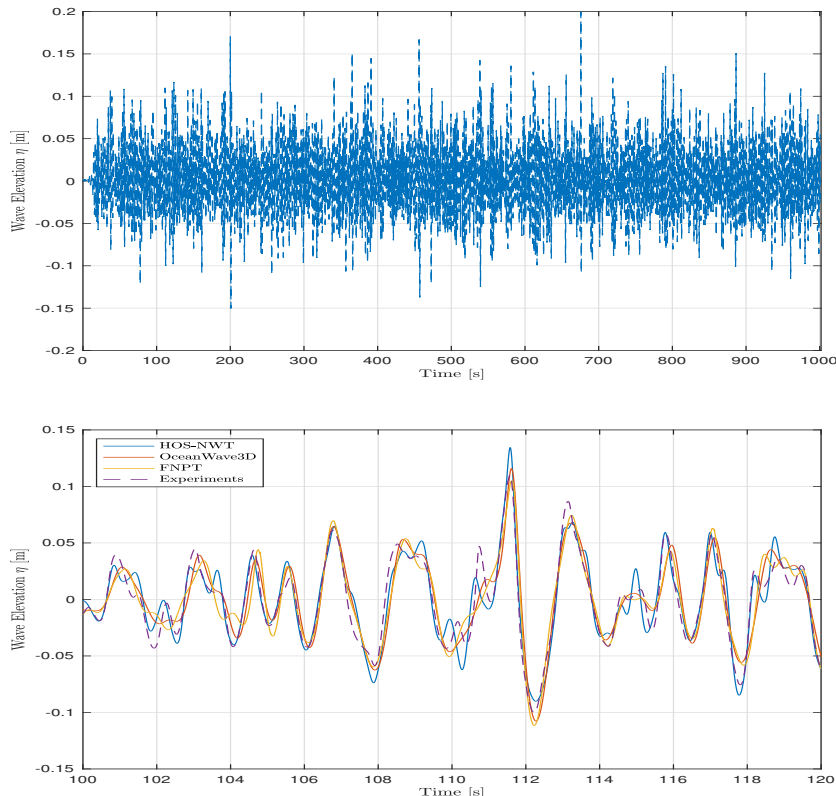 0.2
0.15
0.1
0.05
0
-0.05
-0.1
-0.15
-0.2
Wave Elevation η [m]
0 100 200 300 400 500 600 700 800 900 1000
Time [s]
0.15
0.1
0.05
0
-0.05
-0.1
-0.15
Wave Elevation η [m]
HOS-NWT
OceanWave3D
FNPT
Experiments
100 102 104 106 108 110 112 114 116 118 120
Time [s]